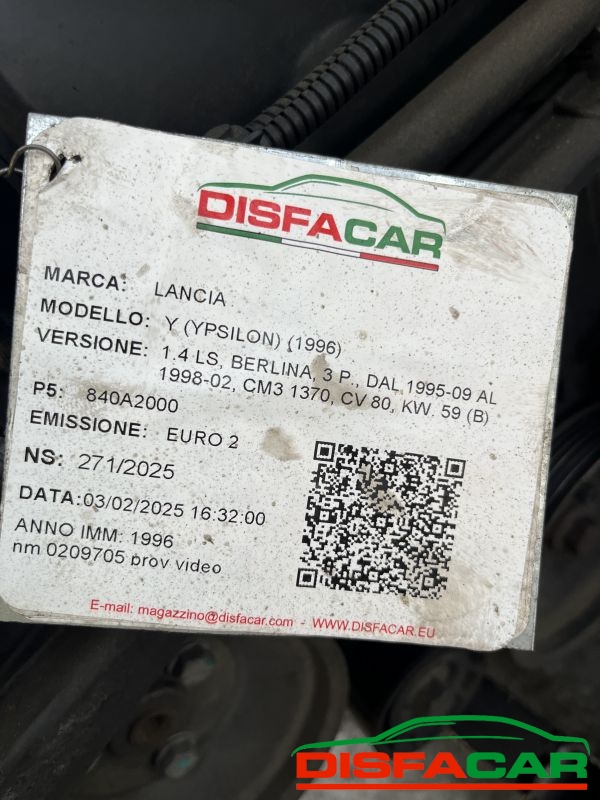 DISFACAR
MARCA: LANCIA
MODELLO: Y (YPSILON) (1996)
VERSIONE: 1.4 LS, BERLINA, 3 P., DAL 1995-09 AL
1998-02, CM3 1370, CV 80, KW. 59 (B)
P5: 840A2000
EMISSIONE: EURO 2
NS: 271/2025
DATA:03/02/2025 16:32:00
ANNO IMM: 1996
nm 0209705 brov video
E-mail: magazzino@disfacar.com - WWW.DISFACAR.EU
DISFACAR